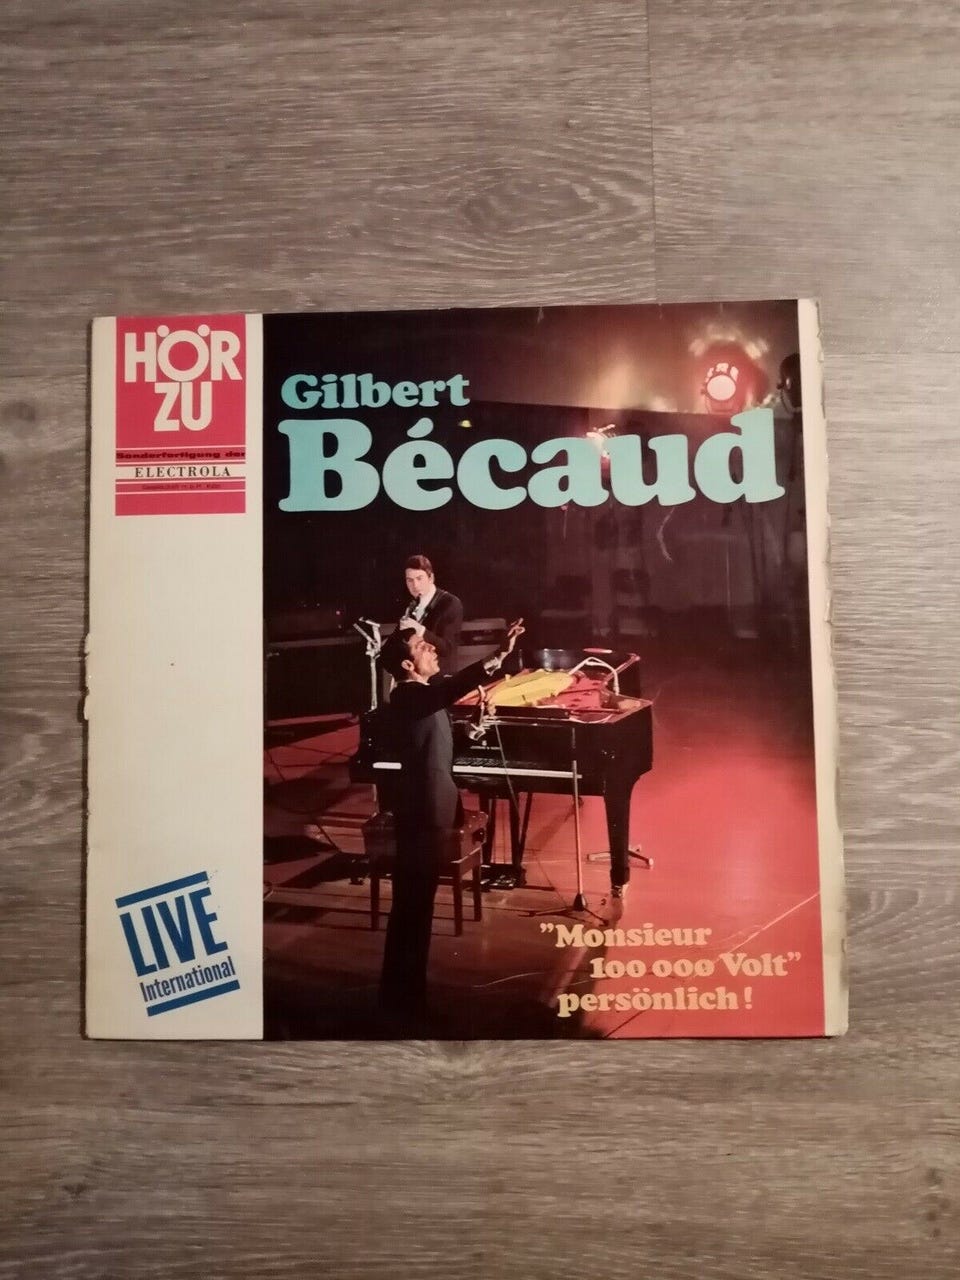 HÖR
ZU
Sonderfertigung der
ELECTROLA
Gilbert
Bécaud
LIVE
International
”Monsieur
100 000 Volt”
persönlich!